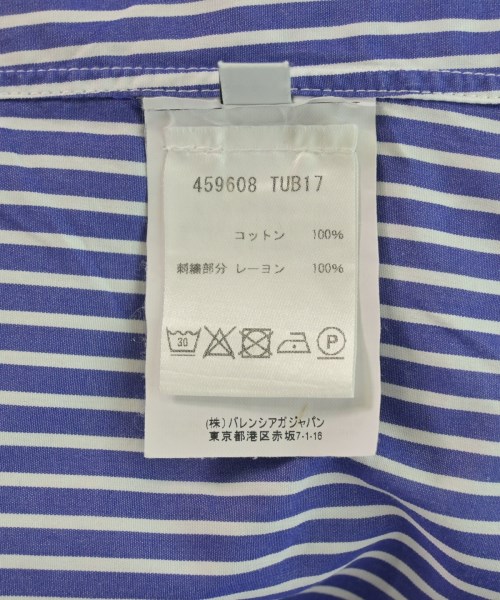 459608 TUB17
コットン 100%
刺繍部分 レーヨン 100%
30 P
(株)バレンシアガジャパン
東京都港区赤坂7-1-16